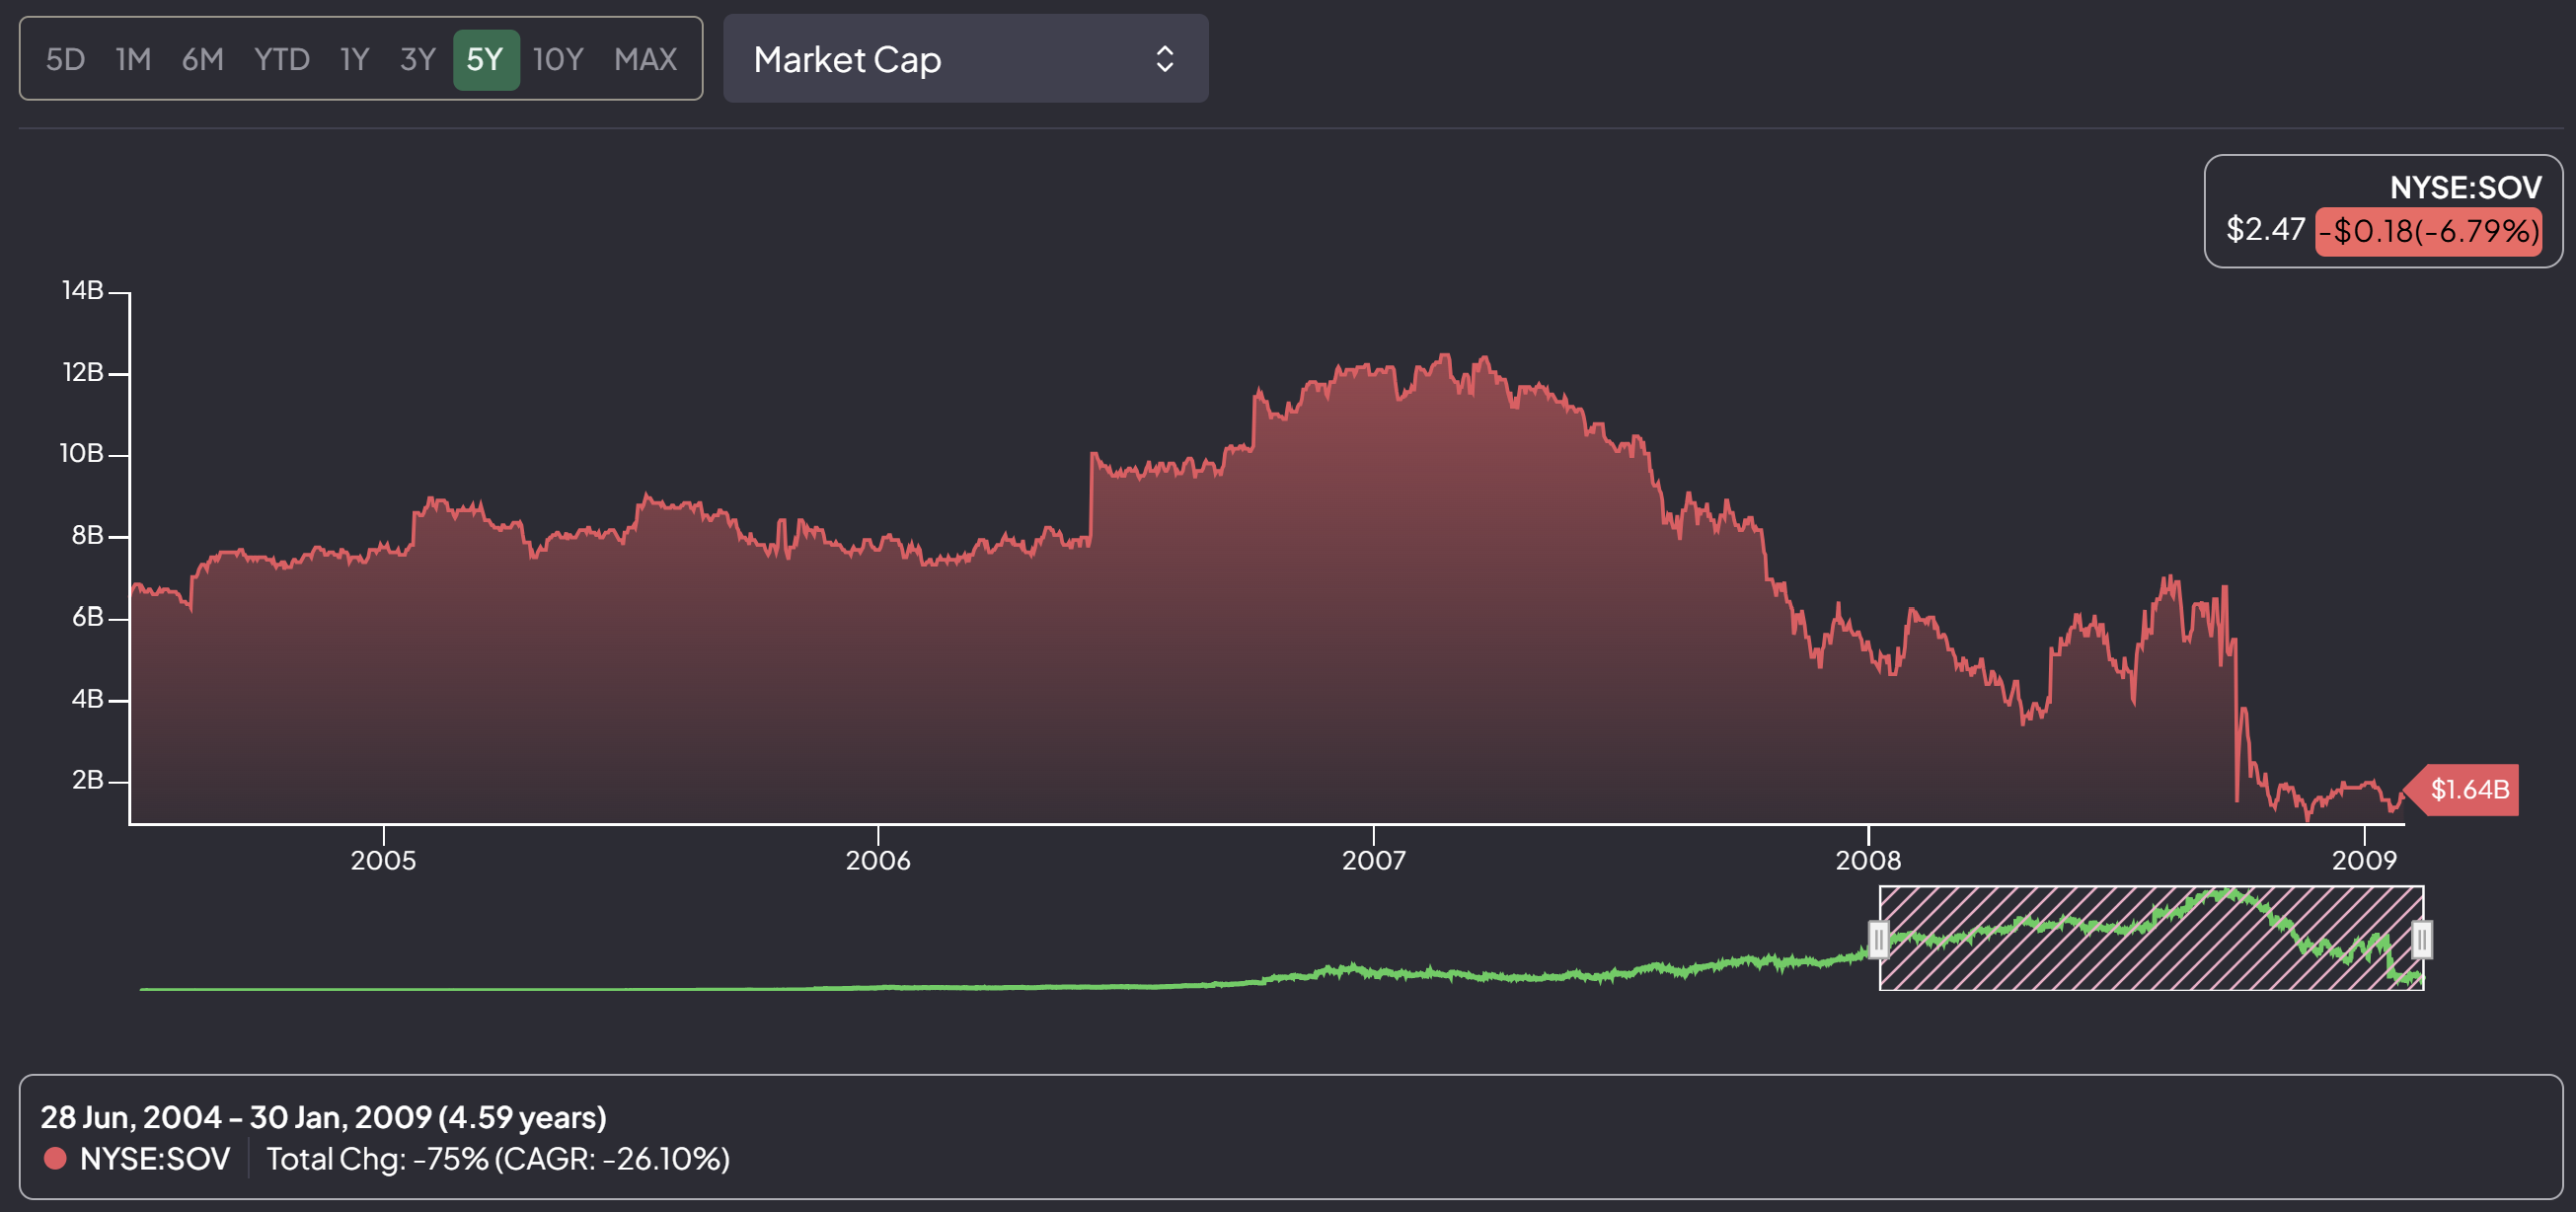 5D 1M 6M YTD 1Y 3Y 5Y 10Y MAX Market Cap
NYSE:SOV
$2.47 -$0.18(-6.79%)
14B
12B
10B
8B
6B
4B
2B
$1.64B
2005 2006 2007 2008 2009
28 Jun, 2004 - 30 Jan, 2009 (4.59 years)
NYSE:SOV Total Chg: -75% (CAGR: -26.10%)